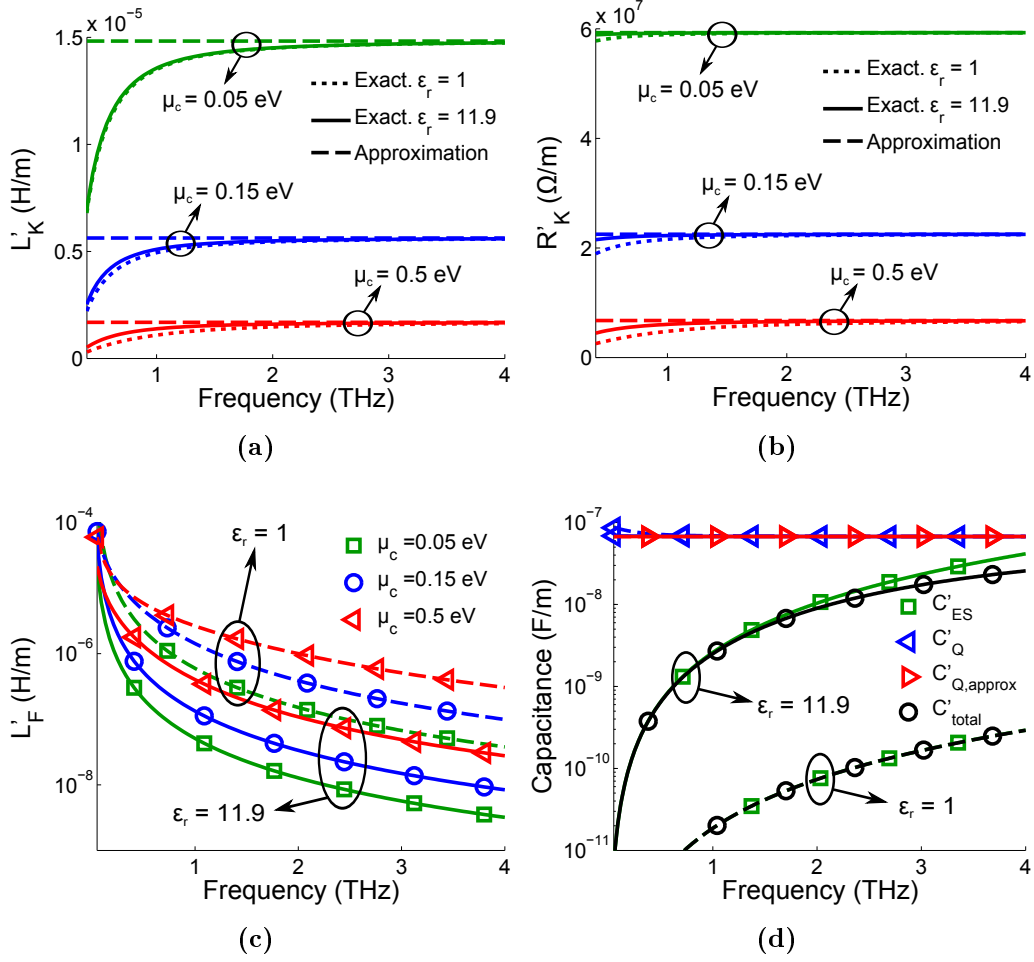 x 10⁻⁵
1.5
1
0.5
0
L'K (H/m)
μc = 0.05 eV
Exact. εr = 1
Exact. εr = 11.9
Approximation
μc = 0.15 eV
μc = 0.5 eV
1 2 3 4
Frequency (THz)
(a)
x 10⁷
6
4
2
0
R'K (Ω/m)
μc = 0.05 eV
Exact. εr = 1
Exact. εr = 11.9
Approximation
μc = 0.15 eV
μc = 0.5 eV
1 2 3 4
Frequency (THz)
(b)
10⁻⁴
10⁻⁶
10⁻⁸
L'F (H/m)
εr = 1
μc =0.05 eV
μc =0.15 eV
μc =0.5 eV
εr = 11.9
1 2 3 4
Frequency (THz)
(c)
10⁻⁷
10⁻⁸
10⁻⁹
10⁻¹⁰
10⁻¹¹
Capacitance (F/m)
C'ES
C'Q
C'Q,approx
C'total
εr = 11.9
εr = 1
1 2 3 4
Frequency (THz)
(d)